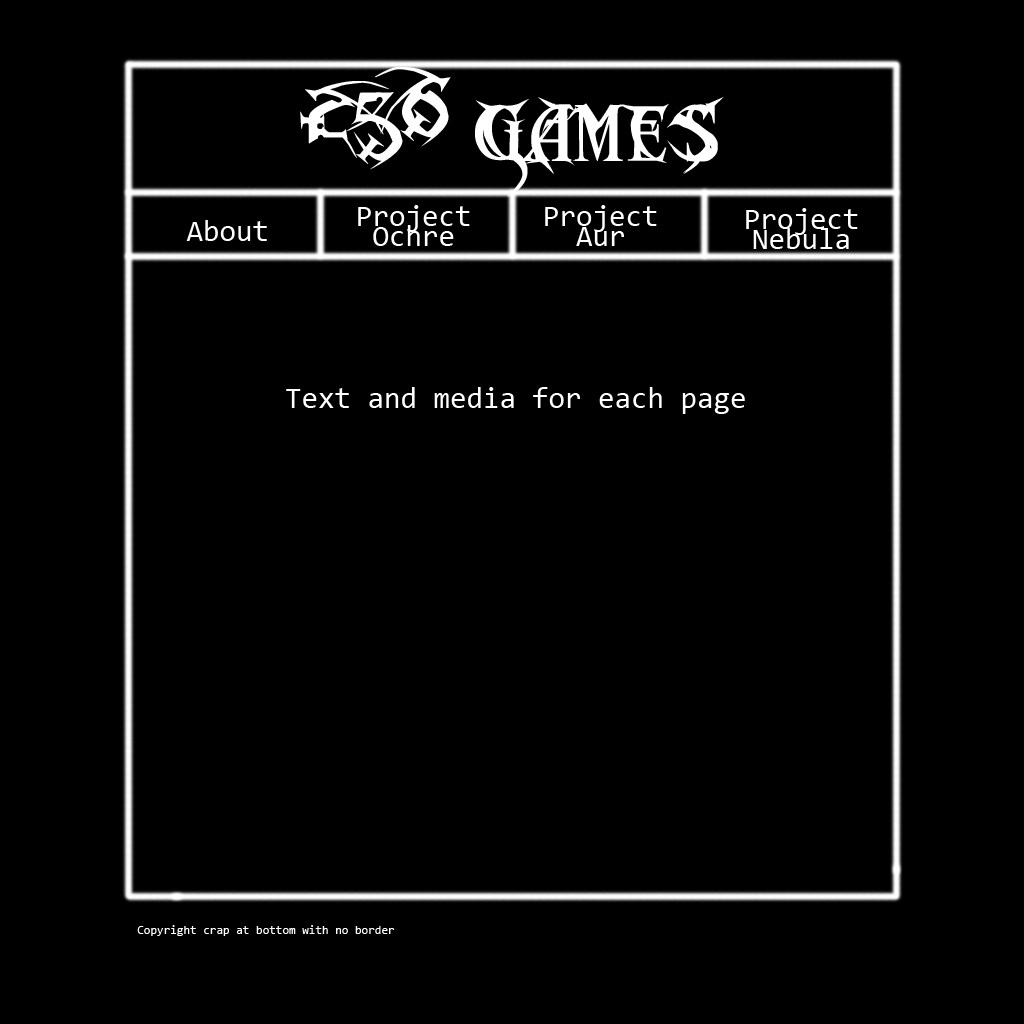 256 GAMES
About
Project
Ochre
Project
Aur
Project
Nebula
Text and media for each page
Copyright crap at bottom with no border